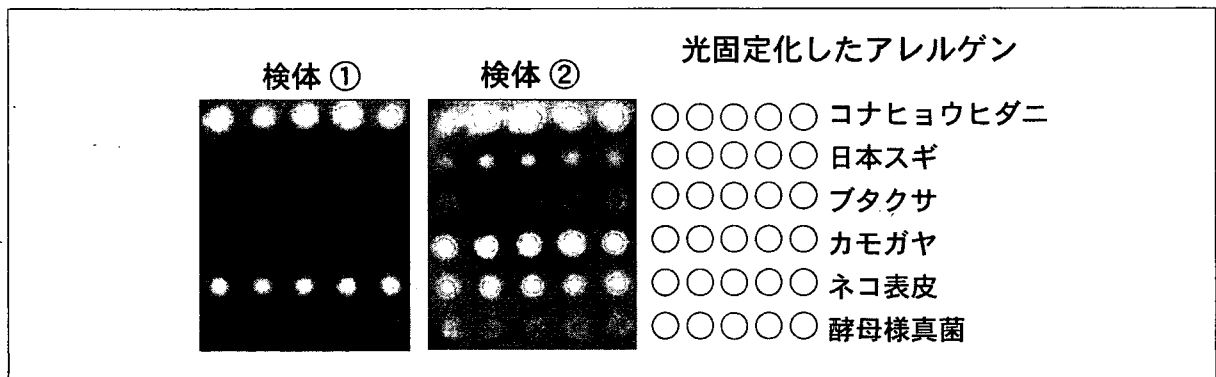 光固定化したアレルゲン
検体 ① 検体 ②
○○○○○ コナヒョウヒダニ
○○○○○ 日本スギ
○○○○○ ブタクサ
○○○○○ カモガヤ
○○○○○ ネコ表皮
○○○○○ 酵母様真菌